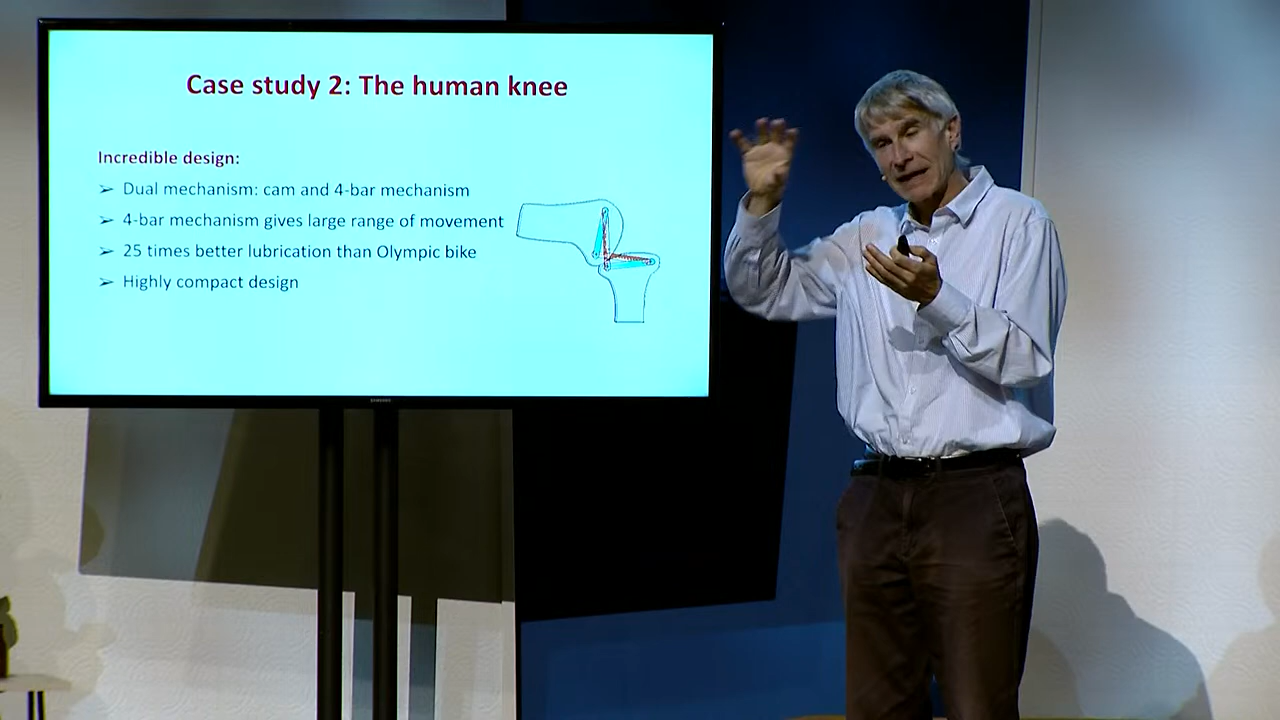 Case study 2: The human knee
Incredible design:
➢ Dual mechanism: cam and 4-bar mechanism
➢ 4-bar mechanism gives large range of movement
➢ 25 times better lubrication than Olympic bike
➢ Highly compact design
SAMSUNG